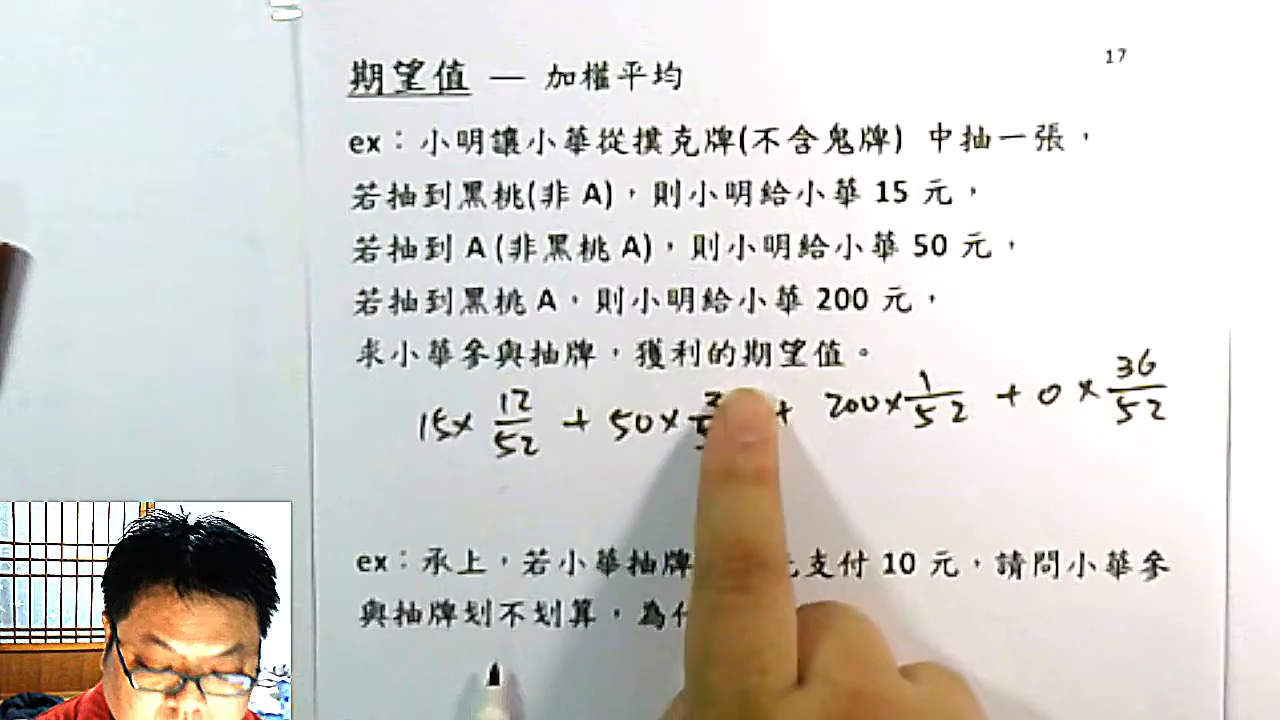 17
期望值 — 加權平均
ex：小明讓小華從撲克牌(不含鬼牌) 中抽一張，
若抽到黑桃(非 A)，則小明給小華 15 元，
若抽到 A (非黑桃 A)，則小明給小華 50 元，
若抽到黑桃 A，則小明給小華 200 元，
求小華參與抽牌，獲利的期望值。
15× 12/52 + 50× + 200× 1/52 + 0 × 36/52
ex：承上，若小華抽牌 支付 10 元，請問小華參
與抽牌划不划算，為